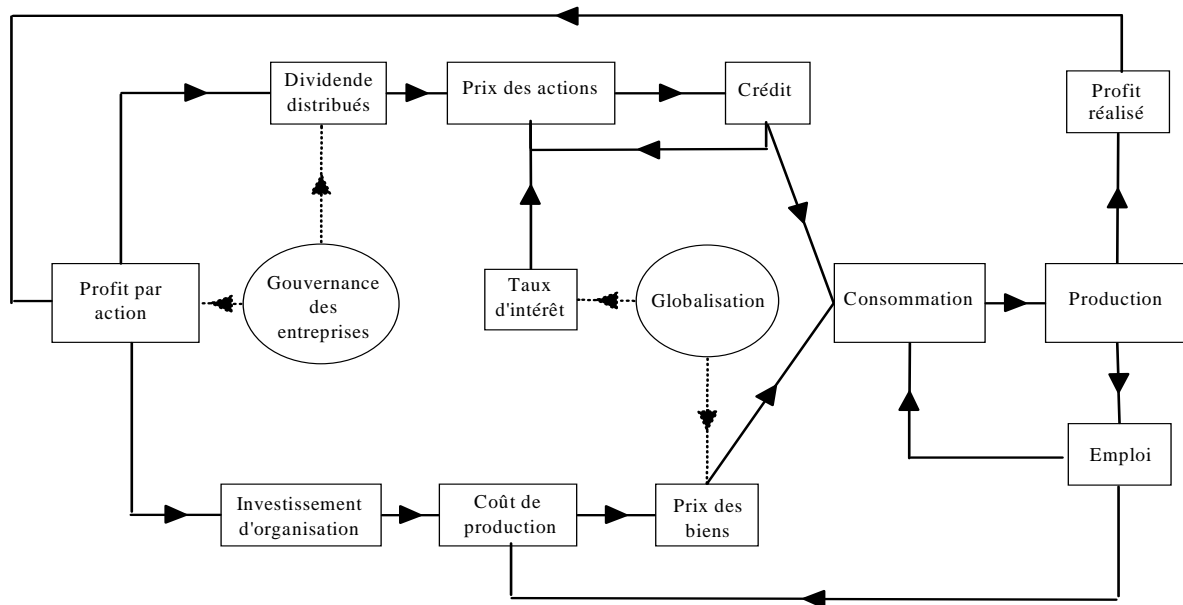 Dividende
distribués
Prix des actions
Crédit
Profit
réalisé
Profit par
action
Gouvernance
des
entreprises
Taux
d'intérêt
Globalisation
Consommation
Production
Emploi
Investissement
d'organisation
Coût de
production
Prix des
biens